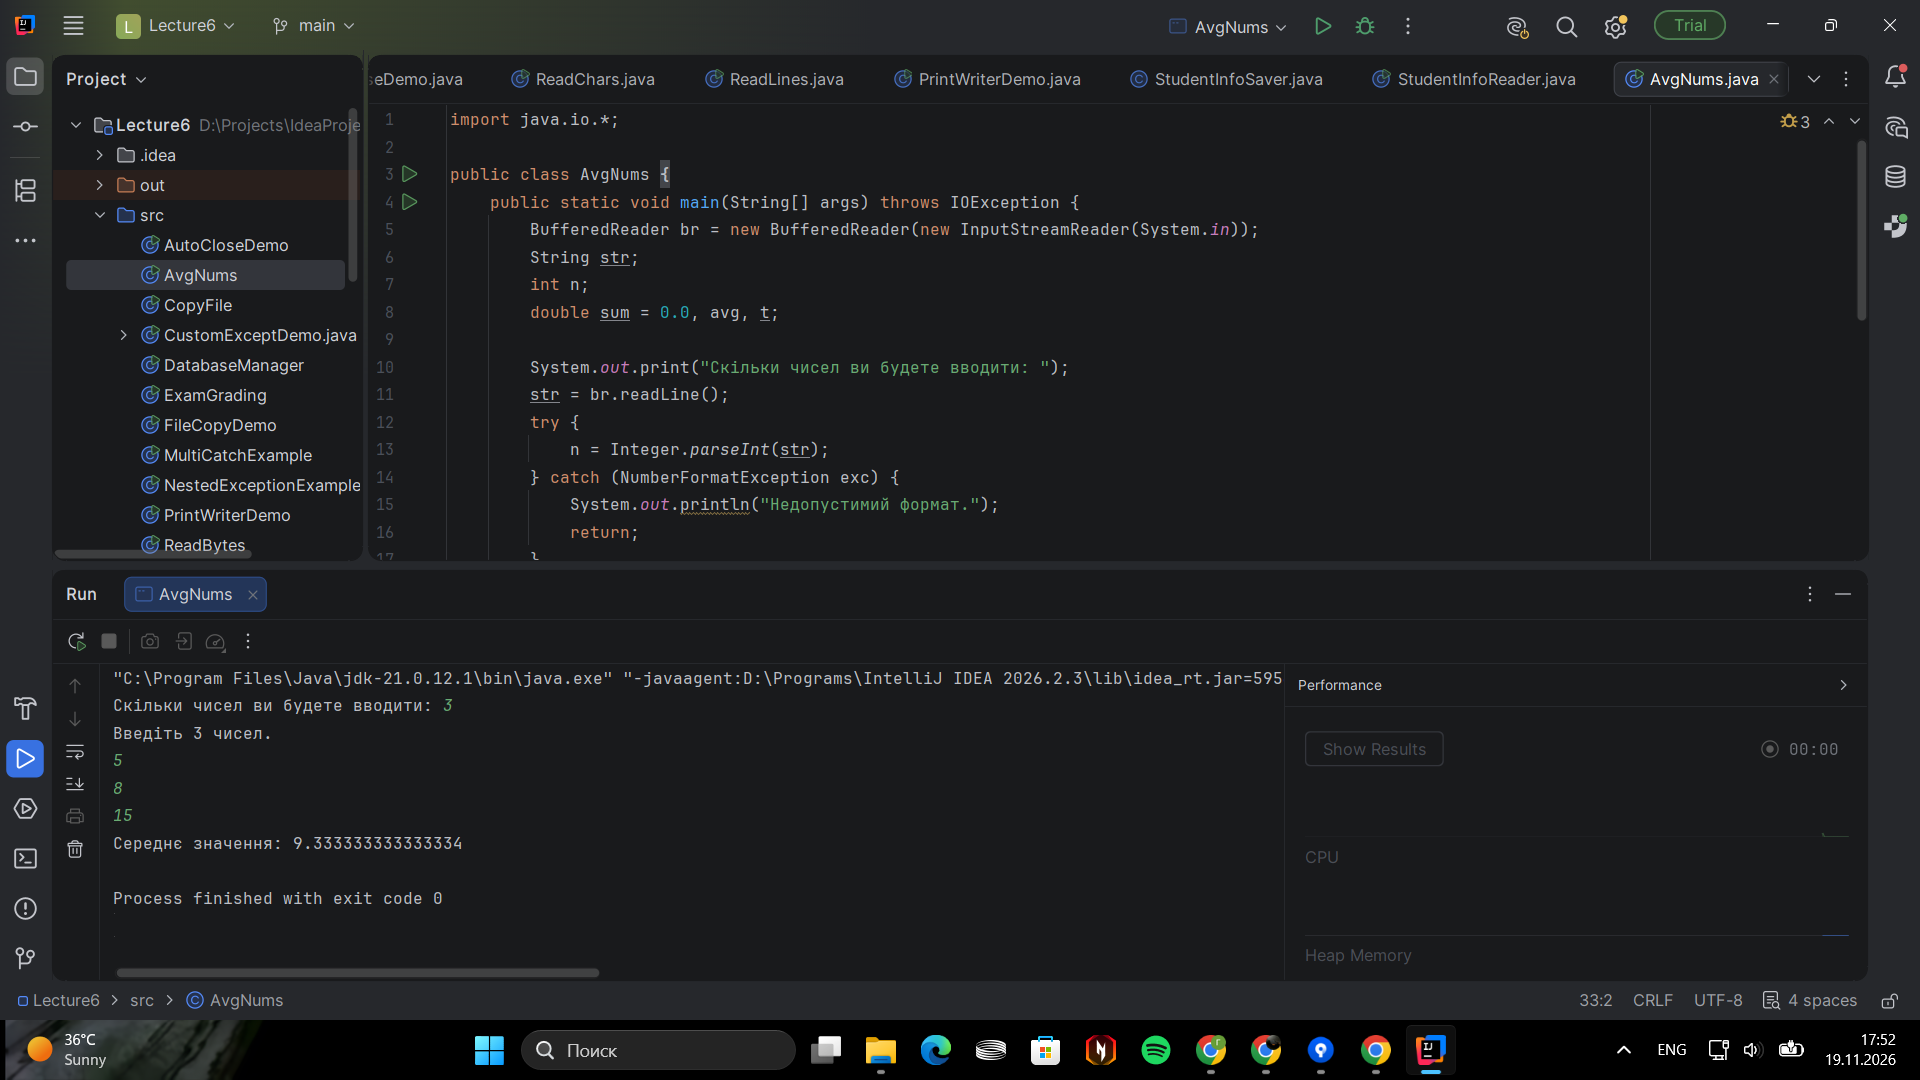 L Lecture6 main AvgNums Trial
Project
seDemo.java ReadChars.java ReadLines.java PrintWriterDemo.java StudentInfoSaver.java StudentInfoReader.java AvgNums.java
Lecture6 D:\Projects\IdeaProje
.idea
out
src
AutoCloseDemo
AvgNums
CopyFile
CustomExceptDemo.java
DatabaseManager
ExamGrading
FileCopyDemo
MultiCatchExample
NestedExceptionExample
PrintWriterDemo
ReadBytes
3
1 import java.io.*;
2
3 public class AvgNums {
4 public static void main(String[] args) throws IOException {
5 BufferedReader br = new BufferedReader(new InputStreamReader(System.in));
6 String str;
7 int n;
8 double sum = 0.0, avg, t;
9
10 System.out.print("Скільки чисел ви будете вводити: ");
11 str = br.readLine();
12 try {
13 n = Integer.parseInt(str);
14 } catch (NumberFormatException exc) {
15 System.out.println("Недопустимий формат.");
16 return;
17 }
Run AvgNums
"C:\Program Files\Java\jdk-21.0.12.1\bin\java.exe" "-javaagent:D:\Programs\IntelliJ IDEA 2026.2.3\lib\idea_rt.jar=595
Скільки чисел ви будете вводити: 3
Введіть 3 чисел.
5
8
15
Середнє значення: 9.333333333333334
Process finished with exit code 0
Performance
Show Results 00:00
CPU
Heap Memory
Lecture6 src AvgNums 33:2 CRLF UTF-8 4 spaces
36°C
Sunny
Поиск
ENG
17:52
19.11.2026